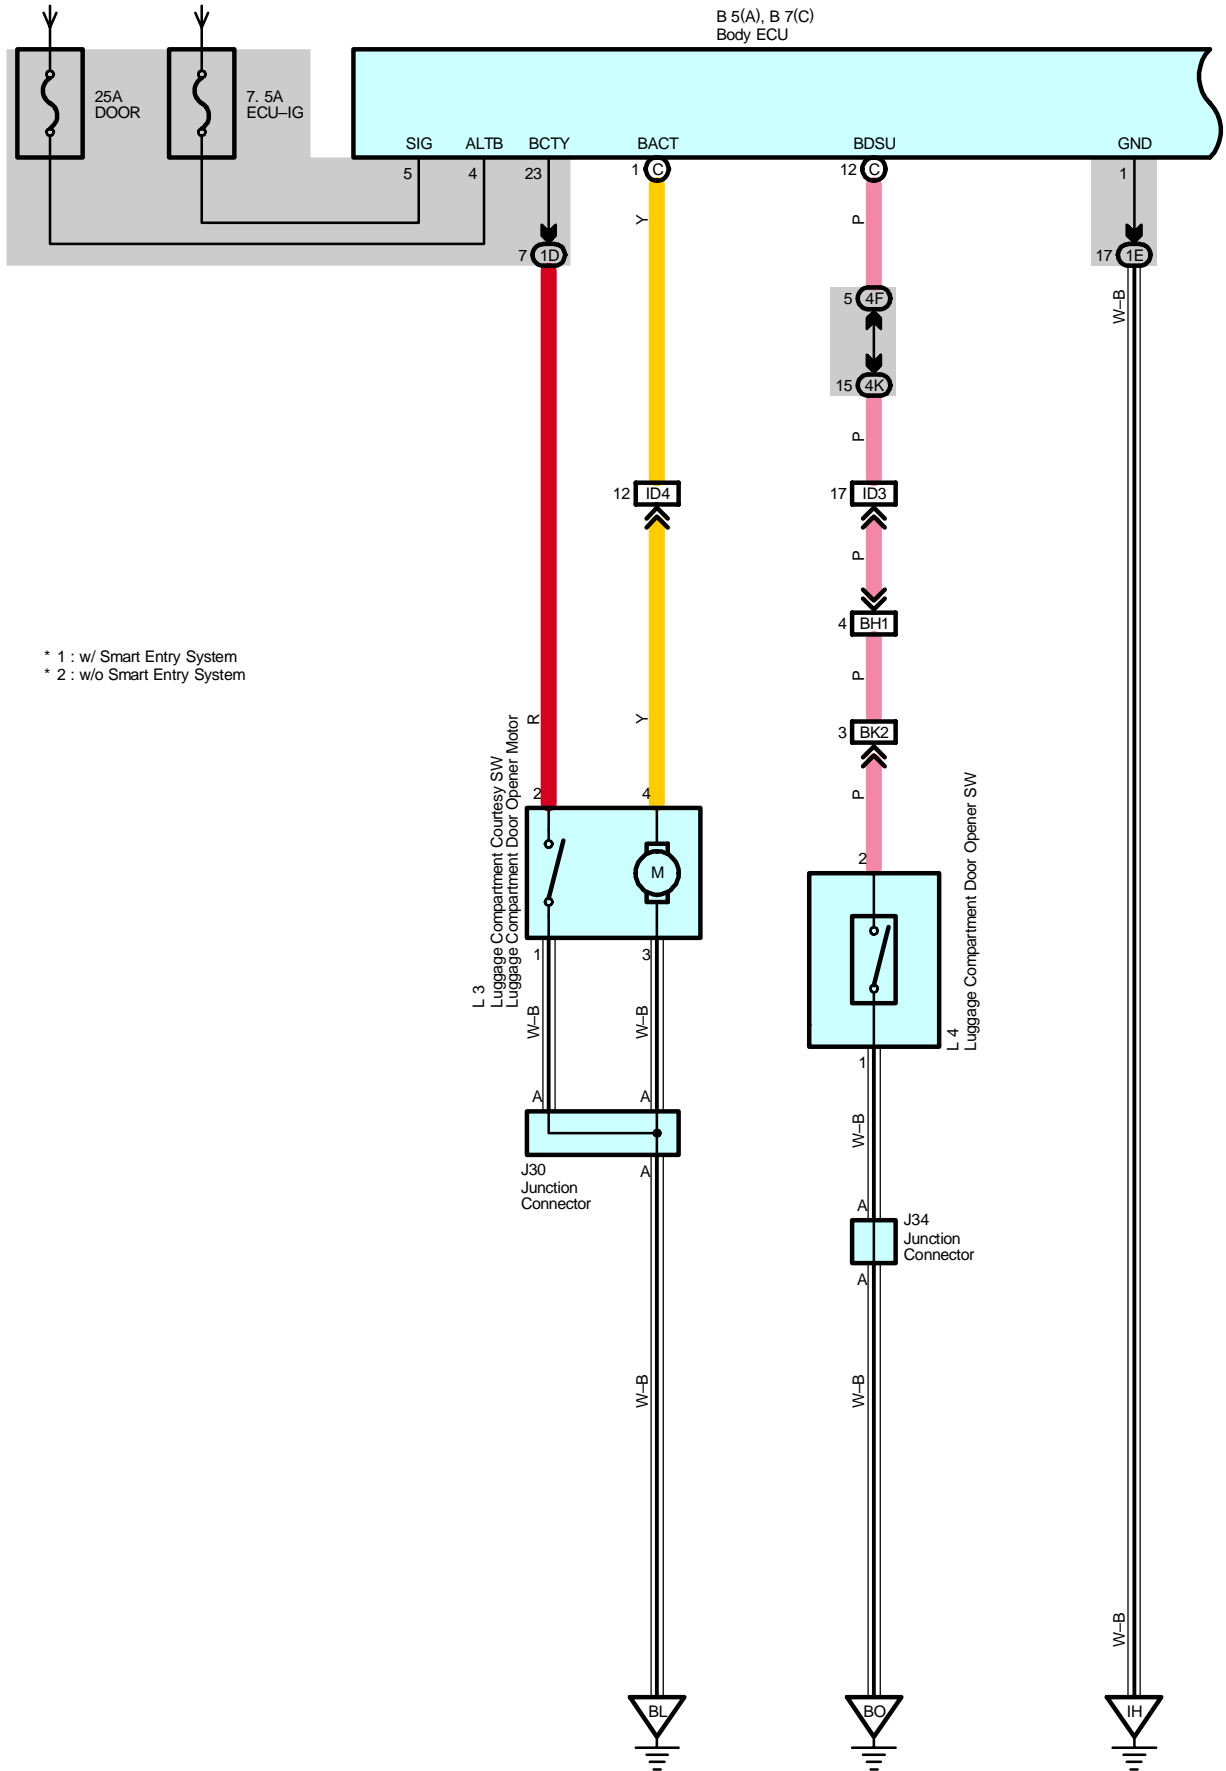 B 5(A), B 7(C)
Body ECU
25A
DOOR
7. 5A
ECU–IG
SIG
ALTB
BCTY
BACT
BDSU
GND
5
4
23
1
C
12
C
1
7
1D
17
1E
Y
P
W–B
5
4F
15
4K
P
12
ID4
17
ID3
P
4
BH1
P
3
BK2
* 1 : w/ Smart Entry System
* 2 : w/o Smart Entry System
R
Y
P
2
4
2
L 3
Luggage Compartment Courtesy SW
Luggage Compartment Door Opener Motor
M
L 4
Luggage Compartment Door Opener SW
1
3
1
W–B
W–B
W–B
A
A
A
J30
Junction
Connector
A
J34
Junction
Connector
A
W–B
W–B
W–B
BL
BO
IH